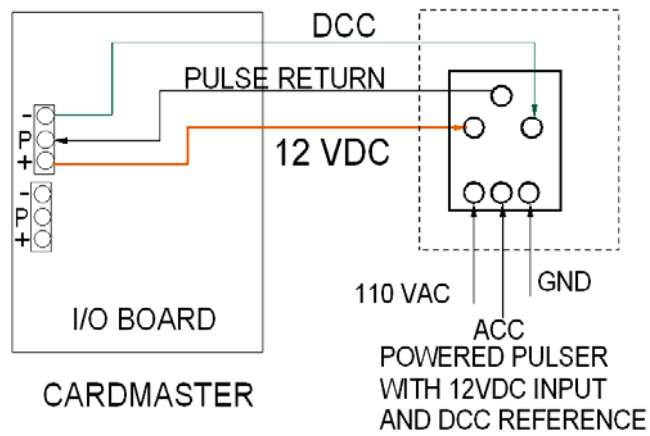 DCC
PULSE RETURN
12 VDC
-
P
+
-
P
+
I/O BOARD
CARDMASTER
110 VAC
GND
ACC
POWERED PULSER
WITH 12VDC INPUT
AND DCC REFERENCE